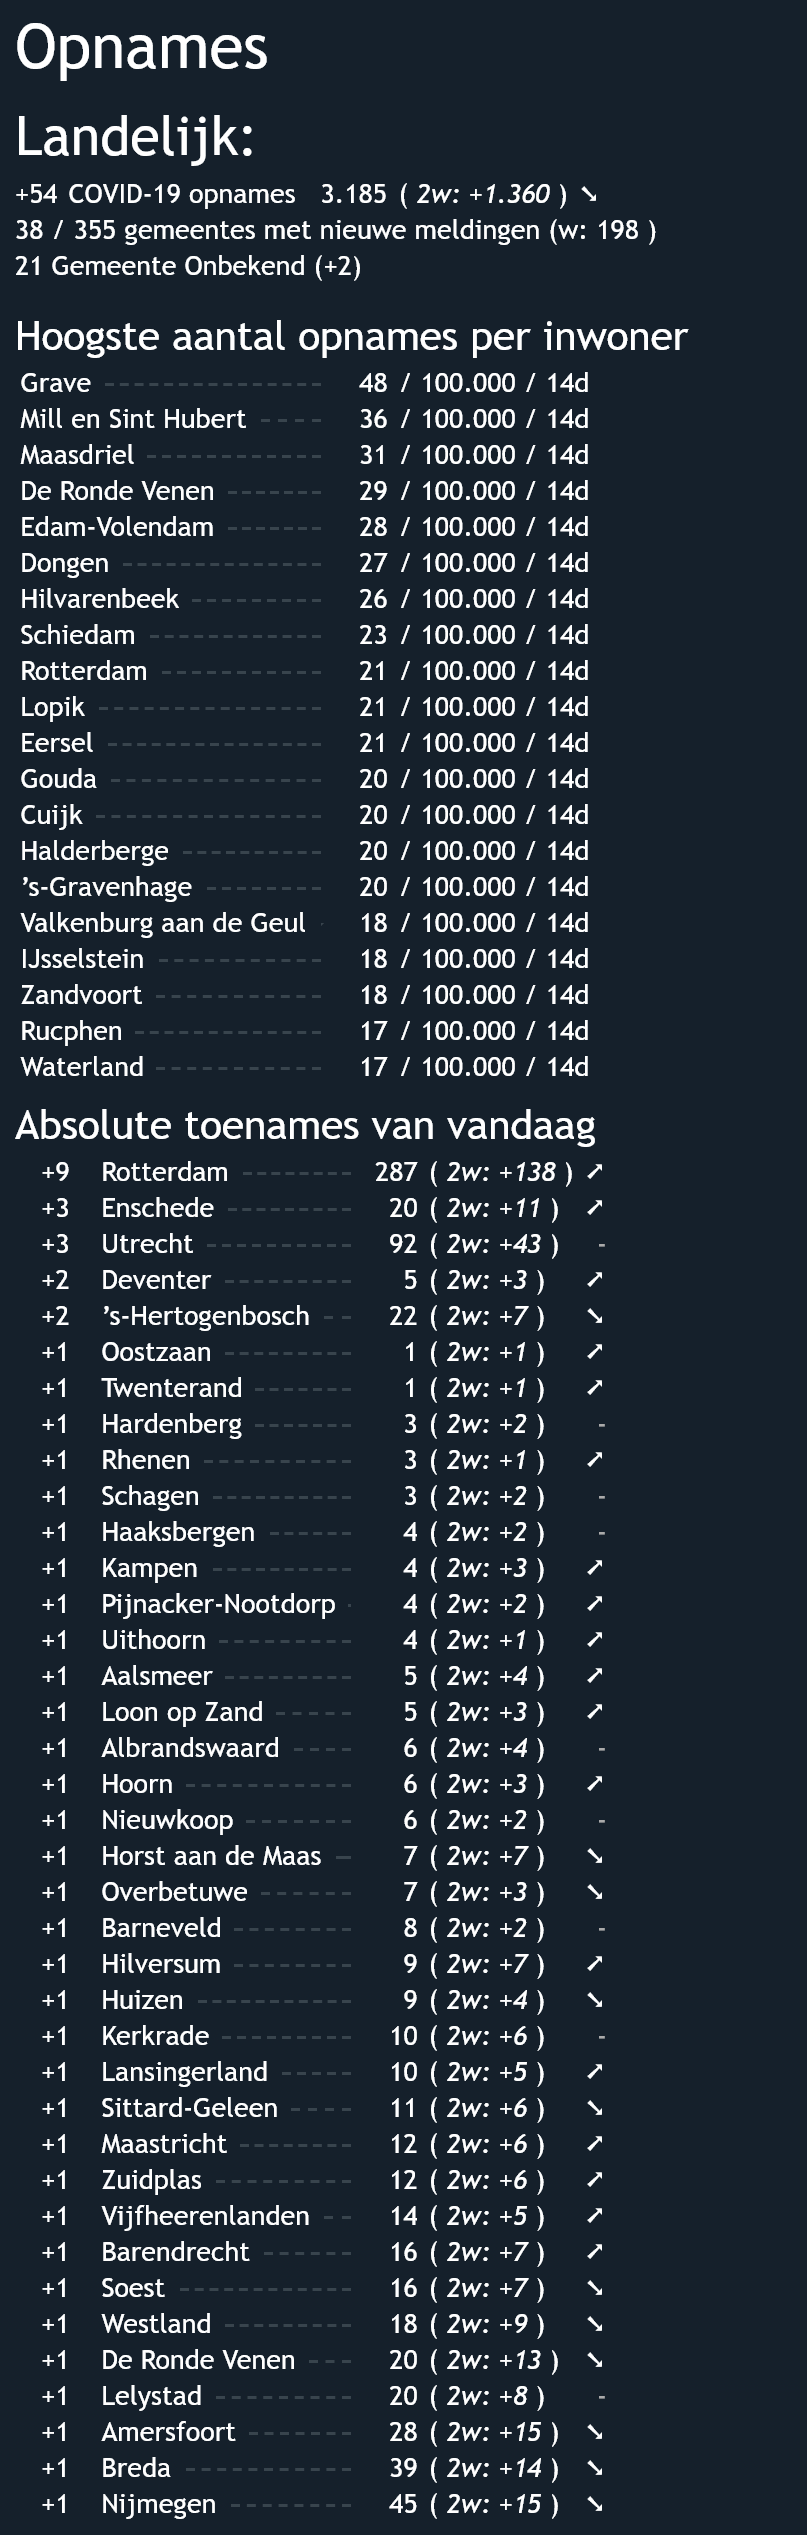 Opnames
Landelijk:
+54 COVID-19 opnames 3.185 ( 2w: +1.360 ) ➘
38 / 355 gemeentes met nieuwe meldingen (w: 198 )
21 Gemeente Onbekend (+2)
Hoogste aantal opnames per inwoner
Grave --------------- 48 / 100.000 / 14d
Mill en Sint Hubert ---- 36 / 100.000 / 14d
Maasdriel ------------ 31 / 100.000 / 14d
De Ronde Venen ------- 29 / 100.000 / 14d
Edam-Volendam ------- 28 / 100.000 / 14d
Dongen -------------- 27 / 100.000 / 14d
Hilvarenbeek --------- 26 / 100.000 / 14d
Schiedam ------------ 23 / 100.000 / 14d
Rotterdam ----------- 21 / 100.000 / 14d
Lopik --------------- 21 / 100.000 / 14d
Eersel --------------- 21 / 100.000 / 14d
Gouda -------------- 20 / 100.000 / 14d
Cuijk ---------------- 20 / 100.000 / 14d
Halderberge ---------- 20 / 100.000 / 14d
’s-Gravenhage -------- 20 / 100.000 / 14d
Valkenburg aan de Geul - 18 / 100.000 / 14d
IJsselstein ----------- 18 / 100.000 / 14d
Zandvoort ----------- 18 / 100.000 / 14d
Rucphen ------------- 17 / 100.000 / 14d
Waterland ----------- 17 / 100.000 / 14d
Absolute toenames van vandaag
+9 Rotterdam -------- 287 ( 2w: +138 ) ➚
+3 Enschede --------- 20 ( 2w: +11 ) ➚
+3 Utrecht ---------- 92 ( 2w: +43 ) -
+2 Deventer --------- 5 ( 2w: +3 ) ➚
+2 ’s-Hertogenbosch -- 22 ( 2w: +7 ) ➘
+1 Oostzaan --------- 1 ( 2w: +1 ) ➚
+1 Twenterand ------- 1 ( 2w: +1 ) ➚
+1 Hardenberg ------- 3 ( 2w: +2 ) -
+1 Rhenen ---------- 3 ( 2w: +1 ) ➚
+1 Schagen ---------- 3 ( 2w: +2 ) -
+1 Haaksbergen ------ 4 ( 2w: +2 ) -
+1 Kampen ---------- 4 ( 2w: +3 ) ➚
+1 Pijnacker-Nootdorp - 4 ( 2w: +2 ) ➚
+1 Uithoorn --------- 4 ( 2w: +1 ) ➚
+1 Aalsmeer --------- 5 ( 2w: +4 ) ➚
+1 Loon op Zand ----- 5 ( 2w: +3 ) ➚
+1 Albrandswaard ---- 6 ( 2w: +4 ) -
+1 Hoorn ------------ 6 ( 2w: +3 ) ➚
+1 Nieuwkoop ------- 6 ( 2w: +2 ) -
+1 Horst aan de Maas - 7 ( 2w: +7 ) ➘
+1 Overbetuwe ------ 7 ( 2w: +3 ) ➘
+1 Barneveld -------- 8 ( 2w: +2 ) -
+1 Hilversum -------- 9 ( 2w: +7 ) ➚
+1 Huizen ----------- 9 ( 2w: +4 ) ➘
+1 Kerkrade --------- 10 ( 2w: +6 ) -
+1 Lansingerland ----- 10 ( 2w: +5 ) ➚
+1 Sittard-Geleen ---- 11 ( 2w: +6 ) ➘
+1 Maastricht -------- 12 ( 2w: +6 ) ➚
+1 Zuidplas ---------- 12 ( 2w: +6 ) ➚
+1 Vijfheerenlanden -- 14 ( 2w: +5 ) ➚
+1 Barendrecht ------ 16 ( 2w: +7 ) ➚
+1 Soest ------------ 16 ( 2w: +7 ) ➘
+1 Westland --------- 18 ( 2w: +9 ) ➘
+1 De Ronde Venen --- 20 ( 2w: +13 ) ➘
+1 Lelystad ---------- 20 ( 2w: +8 ) -
+1 Amersfoort ------- 28 ( 2w: +15 ) ➘
+1 Breda ------------ 39 ( 2w: +14 ) ➘
+1 Nijmegen -------- 45 ( 2w: +15 ) ➘